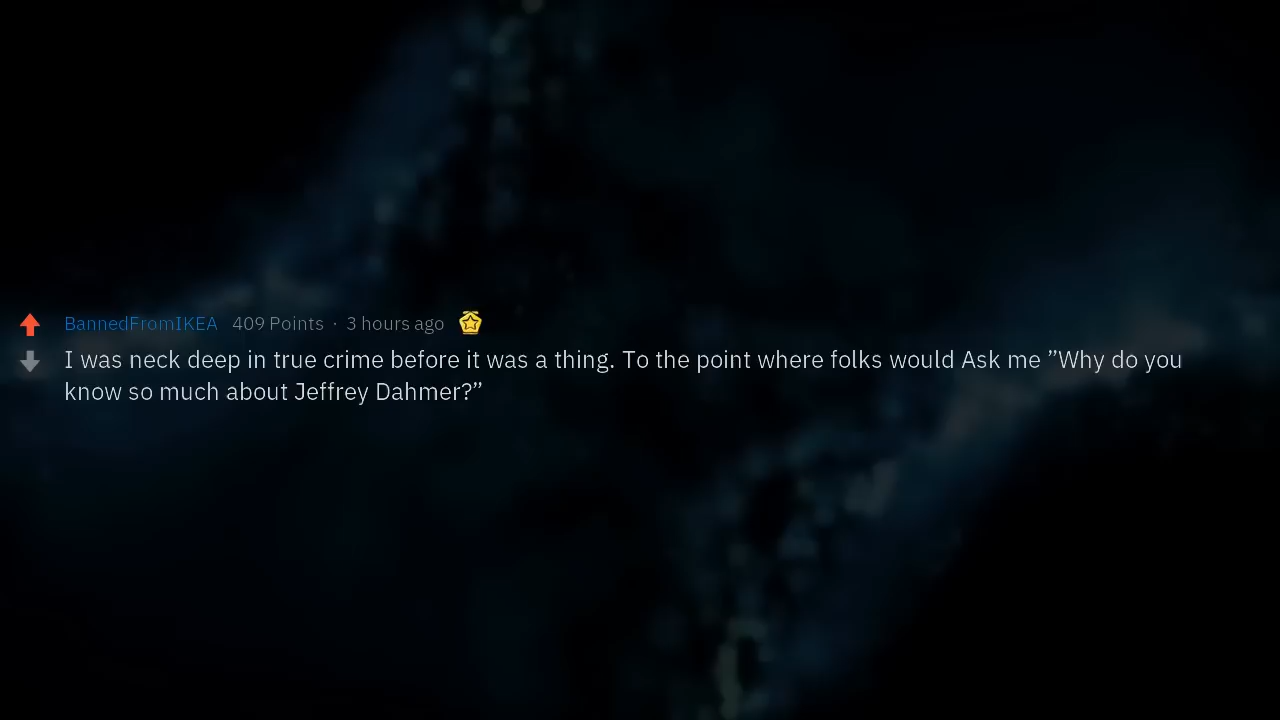 BannedFromIKEA 409 Points · 3 hours ago
I was neck deep in true crime before it was a thing. To the point where folks would Ask me ”Why do you
know so much about Jeffrey Dahmer?”